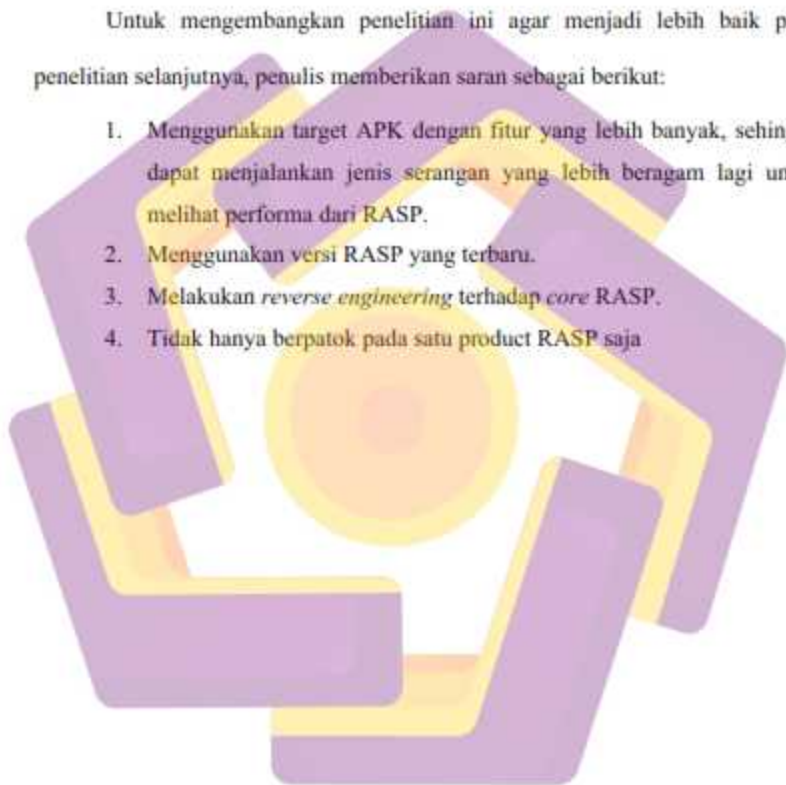 Untuk mengembangkan penelitian ini agar menjadi lebih baik p
penelitian selanjutnya, penulis memberikan saran sebagai berikut:
1. Menggunakan target APK dengan fitur yang lebih banyak, sehin
dapat menjalankan jenis serangan yang lebih beragam lagi un
melihat performa dari RASP.
2. Menggunakan versi RASP yang terbaru.
3. Melakukan reverse engineering terhadap core RASP.
4. Tidak hanya berpatok pada satu product RASP saja